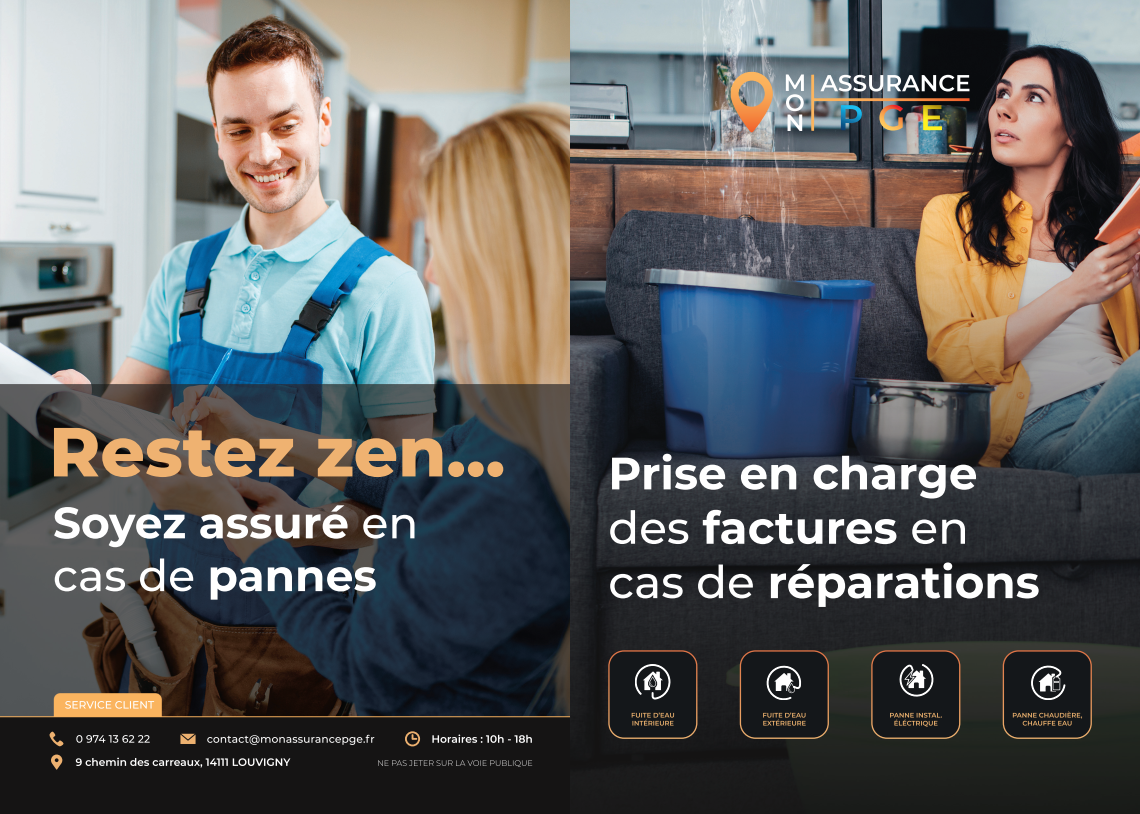 Restez zen...
Soyez assuré en
cas de pannes
SERVICE CLIENT
0 974 13 62 22
contact@monassurancepge.fr
Horaires : 10h - 18h
9 chemin des carreaux, 14111 LOUVIGNY
NE PAS JETER SUR LA VOIE PUBLIQUE
MON ASSURANCE
PGE
Prise en charge
des factures en
cas de réparations
FUITE D'EAU
INTÉRIEURE
FUITE D'EAU
EXTÉRIEURE
PANNE INSTAL.
ÉLÉCTRIQUE
PANNE CHAUDIÈRE,
CHAUFFE EAU